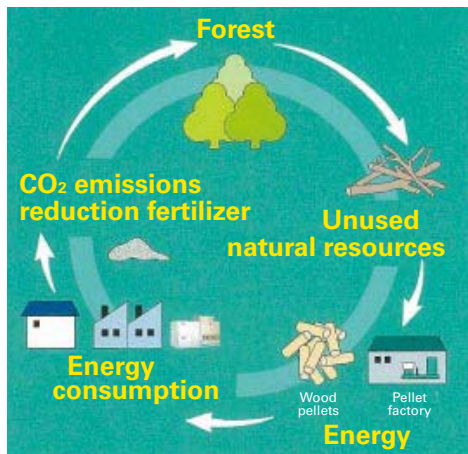 Forest
CO2 emissions
reduction fertilizer
Unused
natural resources
Energy
consumption
Wood
pellets
Pellet
factory
Energy